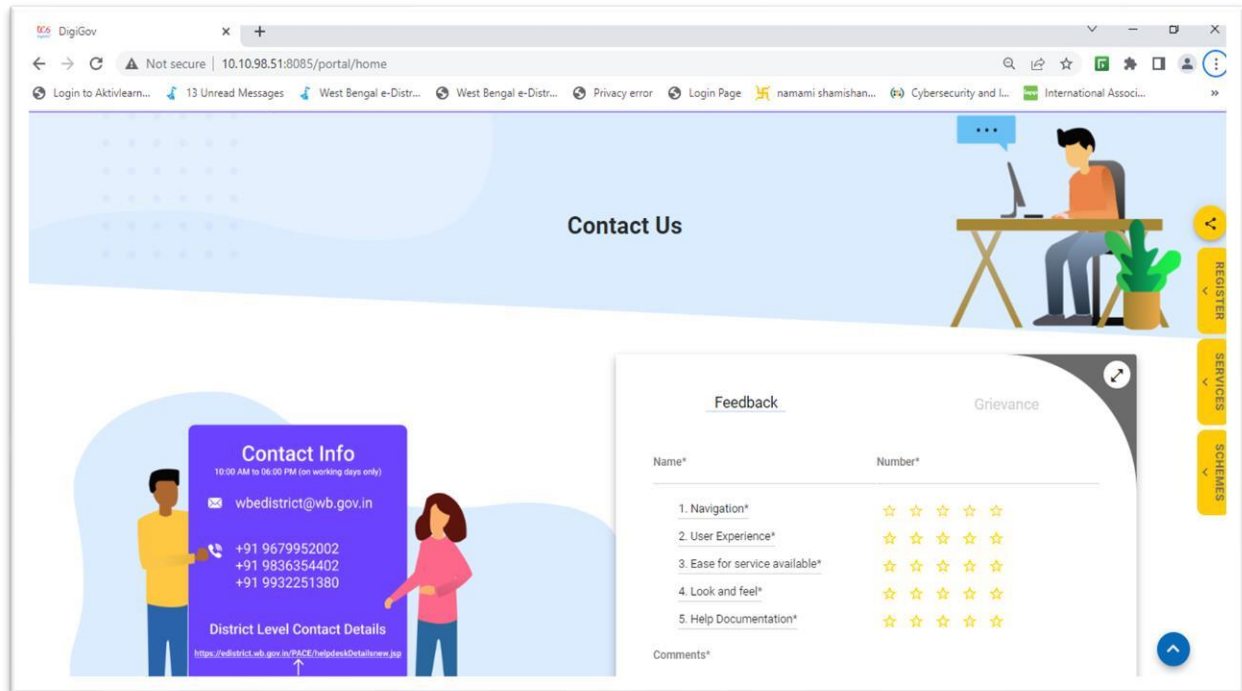 DigiGov
Not secure | 10.10.98.51:8085/portal/home
Login to Aktivlearn... 13 Unread Messages West Bengal e-Distr... West Bengal e-Distr... Privacy error Login Page namami shamishan... Cybersecurity and I... International Associ... »
Contact Us
REGISTER
SERVICES
SCHEMES
Contact Info
10:00 AM to 06:00 PM (on working days only)
wbedistrict@wb.gov.in
+91 9679952002
+91 9836354402
+91 9932251380
District Level Contact Details
https://edistrict.wb.gov.in/PACE/helpdeskDetailsnew.jsp
Feedback Grievance
Name* Number*
1. Navigation*
2. User Experience*
3. Ease for service available*
4. Look and feel*
5. Help Documentation*
Comments*